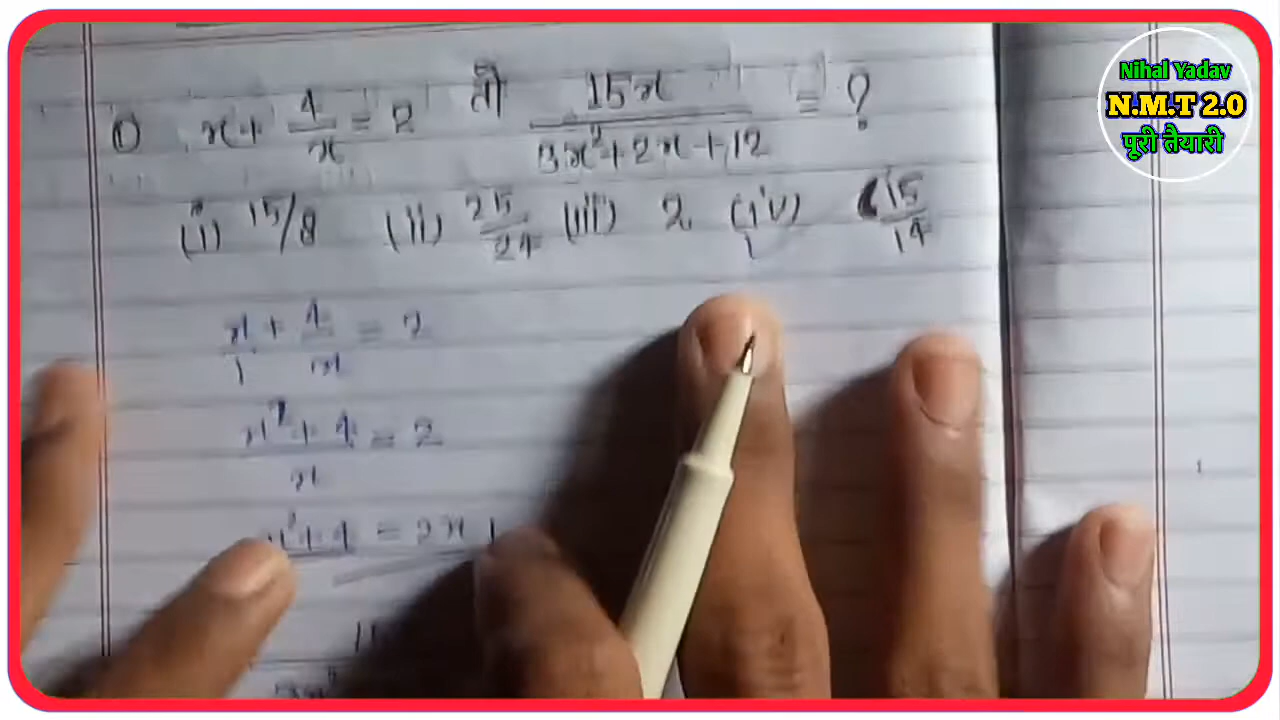 ① x + 4/x = 2 तो 15x/(3x²+2x+12) = ?
(i) 15/8 (ii) 25/24 (iii) 2 (iv) 15/14
x/1 + 4/x = 2
(x² + 4)/x = 2
x² + 4 = 2x
Nihal Yadav
N.M.T 2.0
पूरी तैयारी